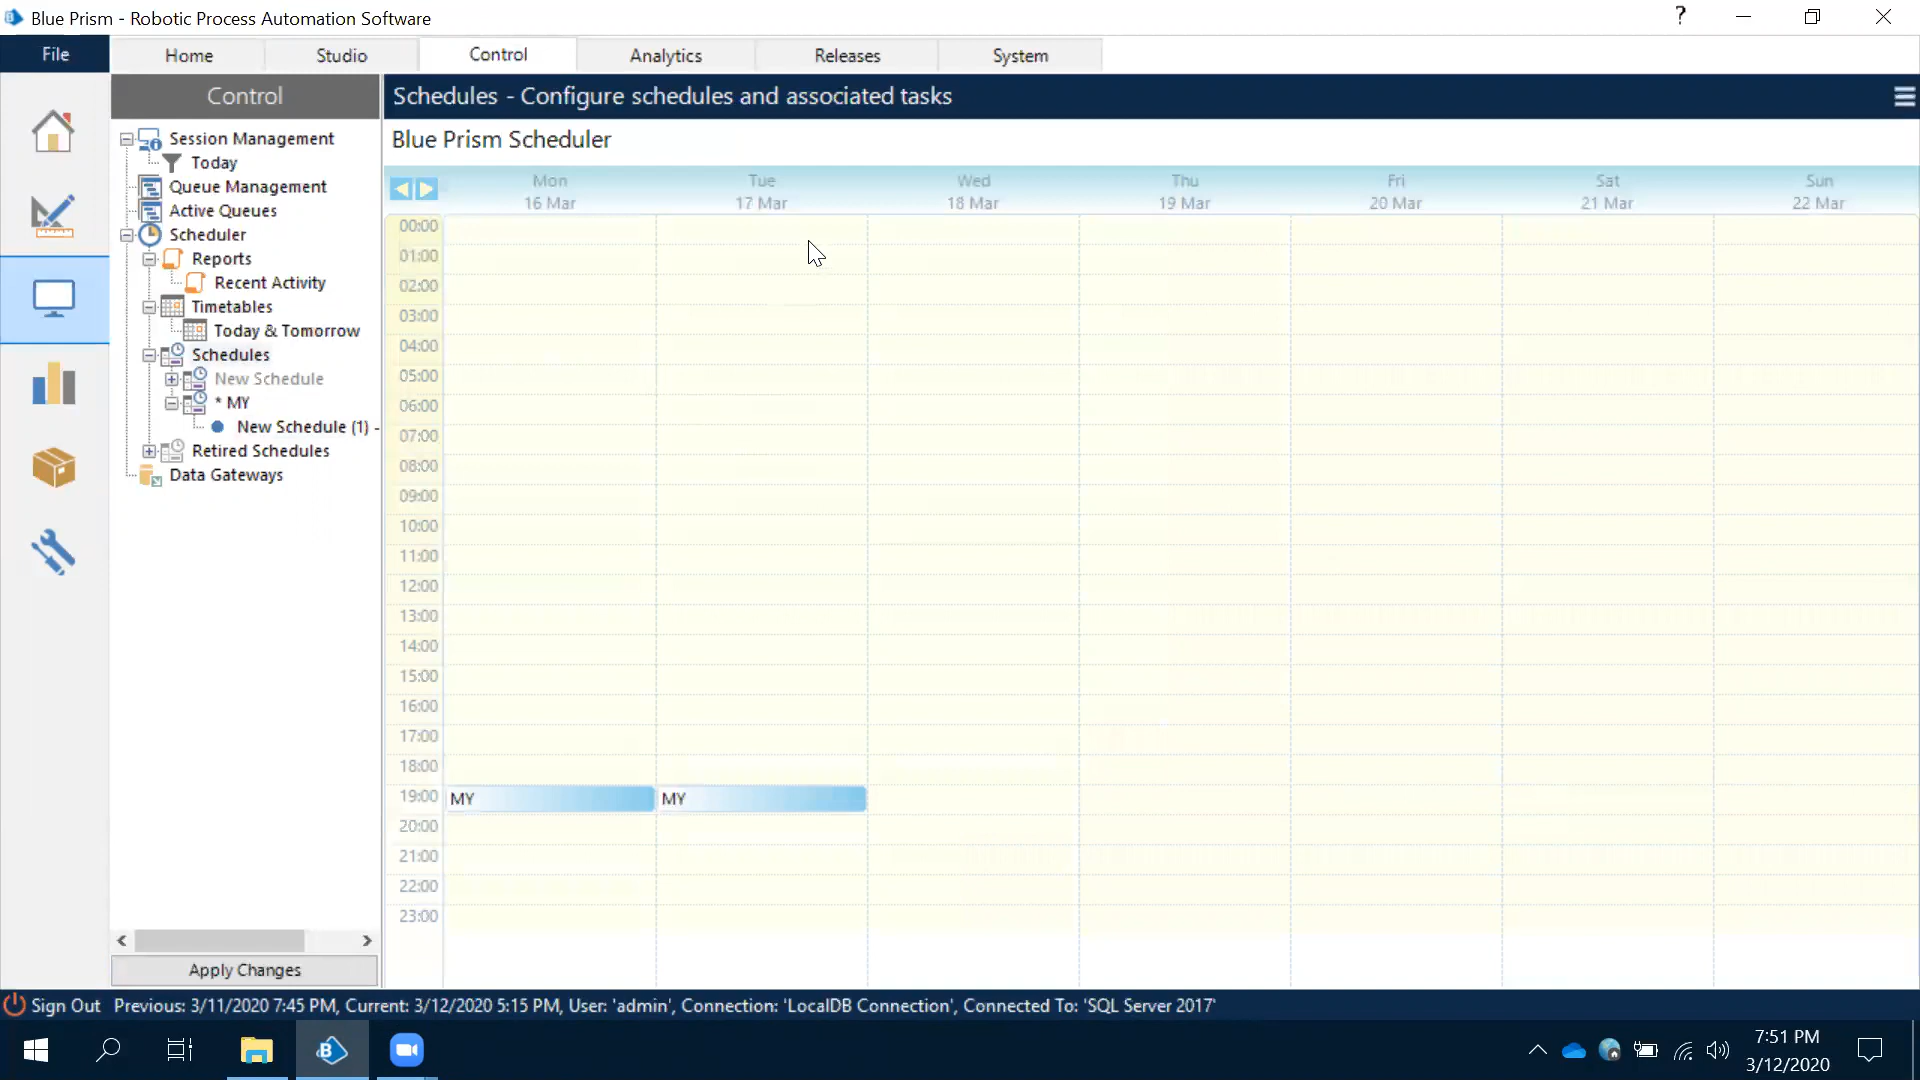 Blue Prism - Robotic Process Automation Software
?
File
Home
Studio
Control
Analytics
Releases
System
Control
Schedules - Configure schedules and associated tasks
Session Management
Today
Queue Management
Active Queues
Scheduler
Reports
Recent Activity
Timetables
Today & Tomorrow
Schedules
New Schedule
* MY
New Schedule (1) -
Retired Schedules
Data Gateways
Apply Changes
Blue Prism Scheduler
Mon Tue Wed Thu Fri Sat Sun
16 Mar 17 Mar 18 Mar 19 Mar 20 Mar 21 Mar 22 Mar
00:00
01:00
02:00
03:00
04:00
05:00
06:00
07:00
08:00
09:00
10:00
11:00
12:00
13:00
14:00
15:00
16:00
17:00
18:00
19:00 MY MY
20:00
21:00
22:00
23:00
Sign Out Previous: 3/11/2020 7:45 PM, Current: 3/12/2020 5:15 PM, User: 'admin', Connection: 'LocalDB Connection', Connected To: 'SQL Server 2017'
B
7:51 PM
3/12/2020